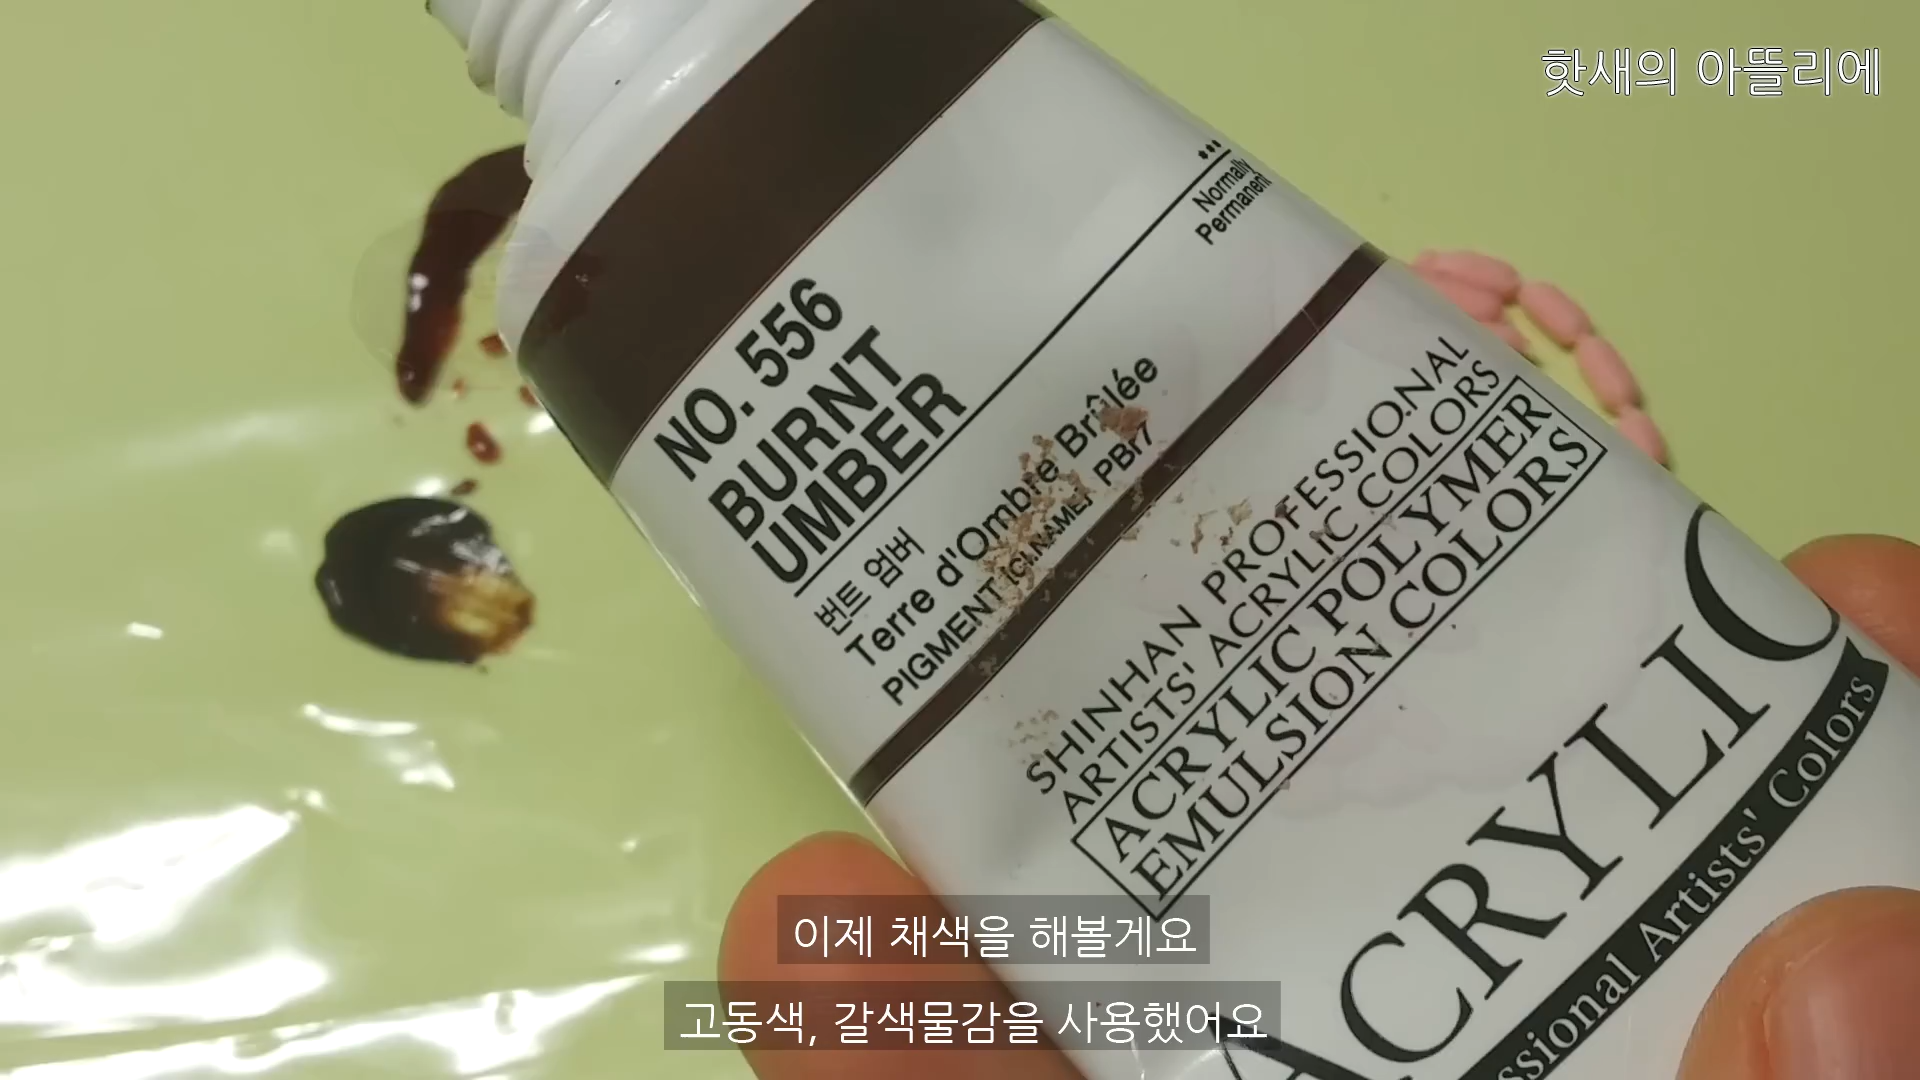 핫새의 아뜰리에
Normally
Permanent
NO. 556
BURNT
UMBER
번트 엄버
Terre d'Ombre Brûlée
PIGMENT [C.I.NAME] PBr7
SHINHAN PROFESSIONAL
ARTISTS' ACRYLIC COLORS
ACRYLIC POLYMER
EMULSION COLORS
ACRYLIC
ssional Artists' Colors
이제 채색을 해볼게요
고동색, 갈색물감을 사용했어요